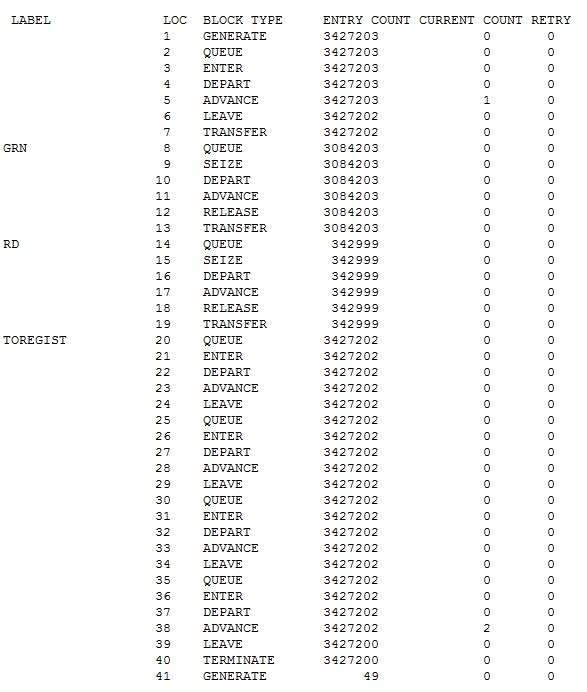 LABEL LOC BLOCK TYPE ENTRY COUNT CURRENT COUNT RETRY
1 GENERATE 3427203 0 0
2 QUEUE 3427203 0 0
3 ENTER 3427203 0 0
4 DEPART 3427203 0 0
5 ADVANCE 3427203 1 0
6 LEAVE 3427202 0 0
7 TRANSFER 3427202 0 0
GRN 8 QUEUE 3084203 0 0
9 SEIZE 3084203 0 0
10 DEPART 3084203 0 0
11 ADVANCE 3084203 0 0
12 RELEASE 3084203 0 0
13 TRANSFER 3084203 0 0
RD 14 QUEUE 342999 0 0
15 SEIZE 342999 0 0
16 DEPART 342999 0 0
17 ADVANCE 342999 0 0
18 RELEASE 342999 0 0
19 TRANSFER 342999 0 0
TOREGIST 20 QUEUE 3427202 0 0
21 ENTER 3427202 0 0
22 DEPART 3427202 0 0
23 ADVANCE 3427202 0 0
24 LEAVE 3427202 0 0
25 QUEUE 3427202 0 0
26 ENTER 3427202 0 0
27 DEPART 3427202 0 0
28 ADVANCE 3427202 0 0
29 LEAVE 3427202 0 0
30 QUEUE 3427202 0 0
31 ENTER 3427202 0 0
32 DEPART 3427202 0 0
33 ADVANCE 3427202 0 0
34 LEAVE 3427202 0 0
35 QUEUE 3427202 0 0
36 ENTER 3427202 0 0
37 DEPART 3427202 0 0
38 ADVANCE 3427202 2 0
39 LEAVE 3427200 0 0
40 TERMINATE 3427200 0 0
41 GENERATE 49 0 0